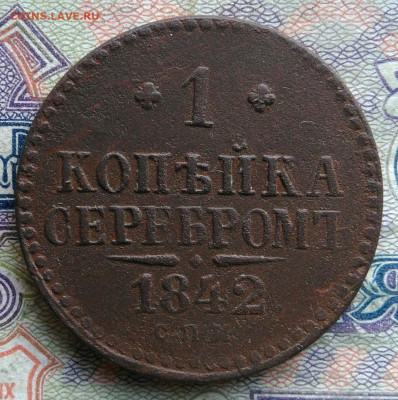 COINS.LAVE.RU
1
КОПѢЙКА
СЕРЕБРОМЪ
1842
С.П.М.